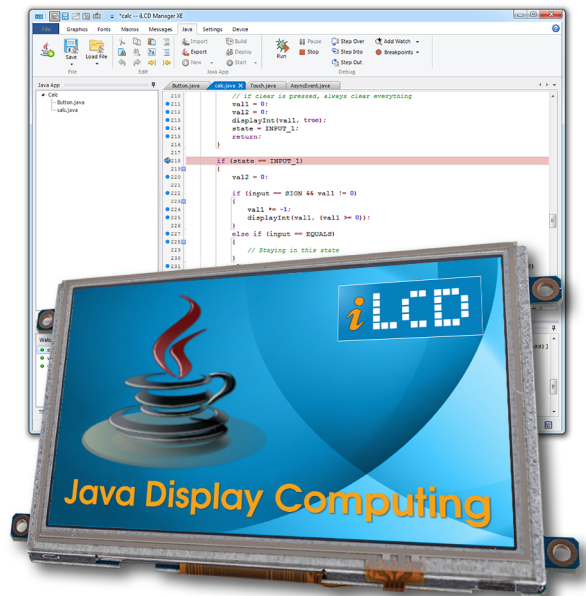 *calc -- iLCD Manager XE
File Graphics Fonts Macros Messages Java Settings Device
Save Load File
Import Export New
Build Deploy Start
Run
Pause Stop
Step Over Step Into Step Out
Add Watch Breakpoints
File Edit Java App Debug
Java App
Calc
Button.java
calc.java
Button.java calc.java Touch.java AsyncEvent.java
210 // if clear is pressed, always clear everything
211 val1 = 0;
212 val2 = 0;
213 displayInt(val1, true);
214 state = INPUT_1;
215 return;
216 }
217
218 if (state == INPUT_1)
219 {
220 val2 = 0;
221
222 if (input == SIGN && val1 != 0)
223 {
224 val1 *= -1;
225 displayInt(val1, (val1 >= 0));
226 }
227 else if (input == EQUALS)
228 {
229 // Staying in this state
230 }
231
iLCD
Java Display Computing